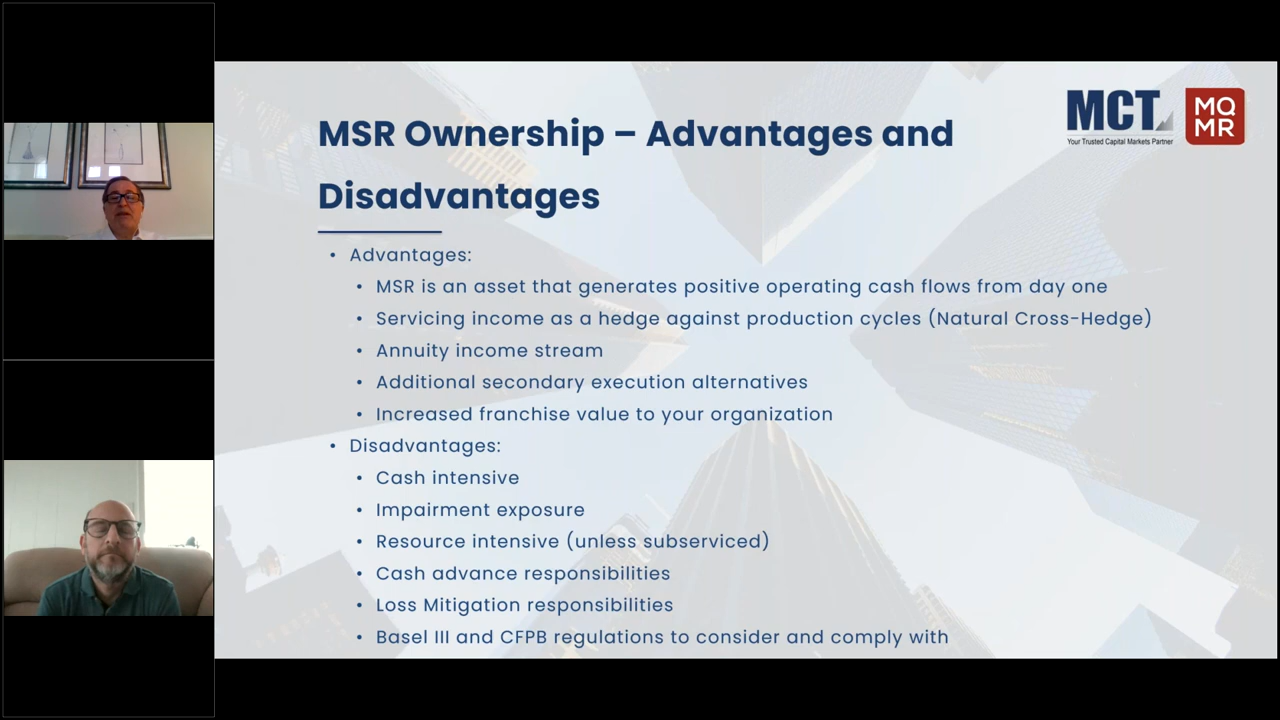 MCT
Your Trusted Capital Markets Partner
MQ
MR
MSR Ownership – Advantages and
Disadvantages
• Advantages:
• MSR is an asset that generates positive operating cash flows from day one
• Servicing income as a hedge against production cycles (Natural Cross-Hedge)
• Annuity income stream
• Additional secondary execution alternatives
• Increased franchise value to your organization
• Disadvantages:
• Cash intensive
• Impairment exposure
• Resource intensive (unless subserviced)
• Cash advance responsibilities
• Loss Mitigation responsibilities
• Basel III and CFPB regulations to consider and comply with